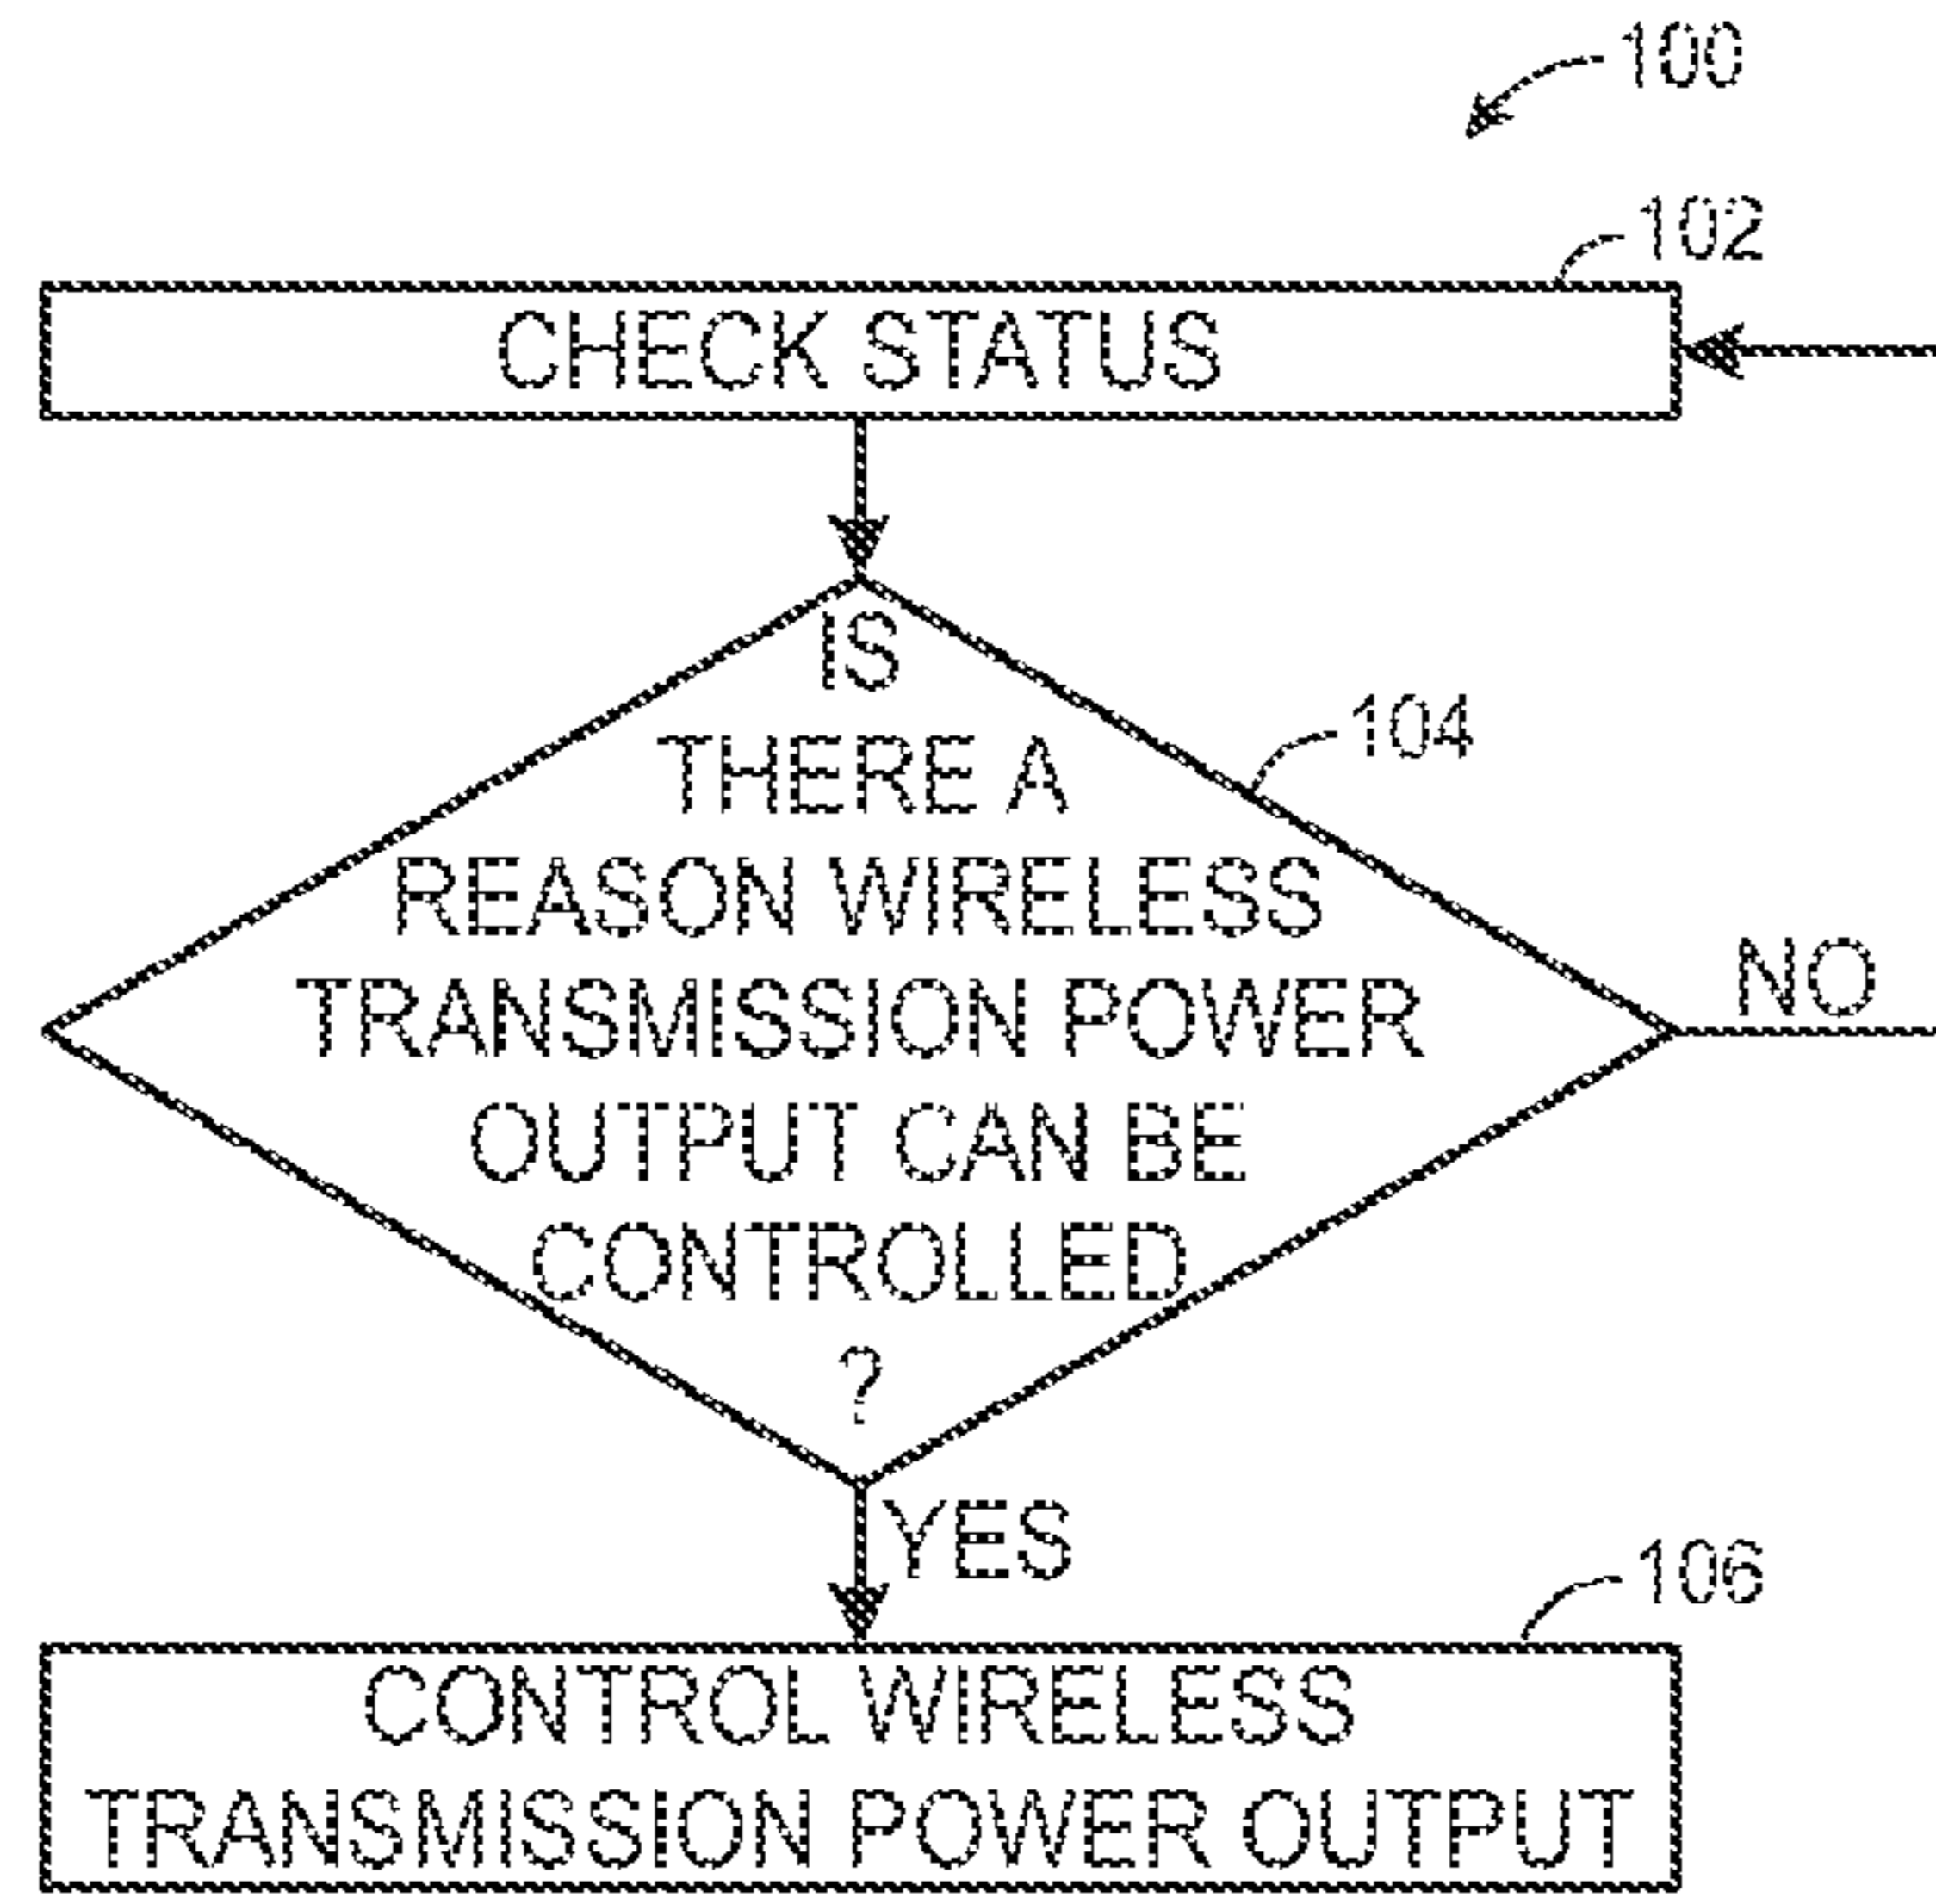 100
102
CHECK STATUS
IS
THERE A
104
REASON WIRELESS
TRANSMISSION POWER
NO
OUTPUT CAN BE
CONTROLLED
?
YES
106
CONTROL WIRELESS
TRANSMISSION POWER OUTPUT